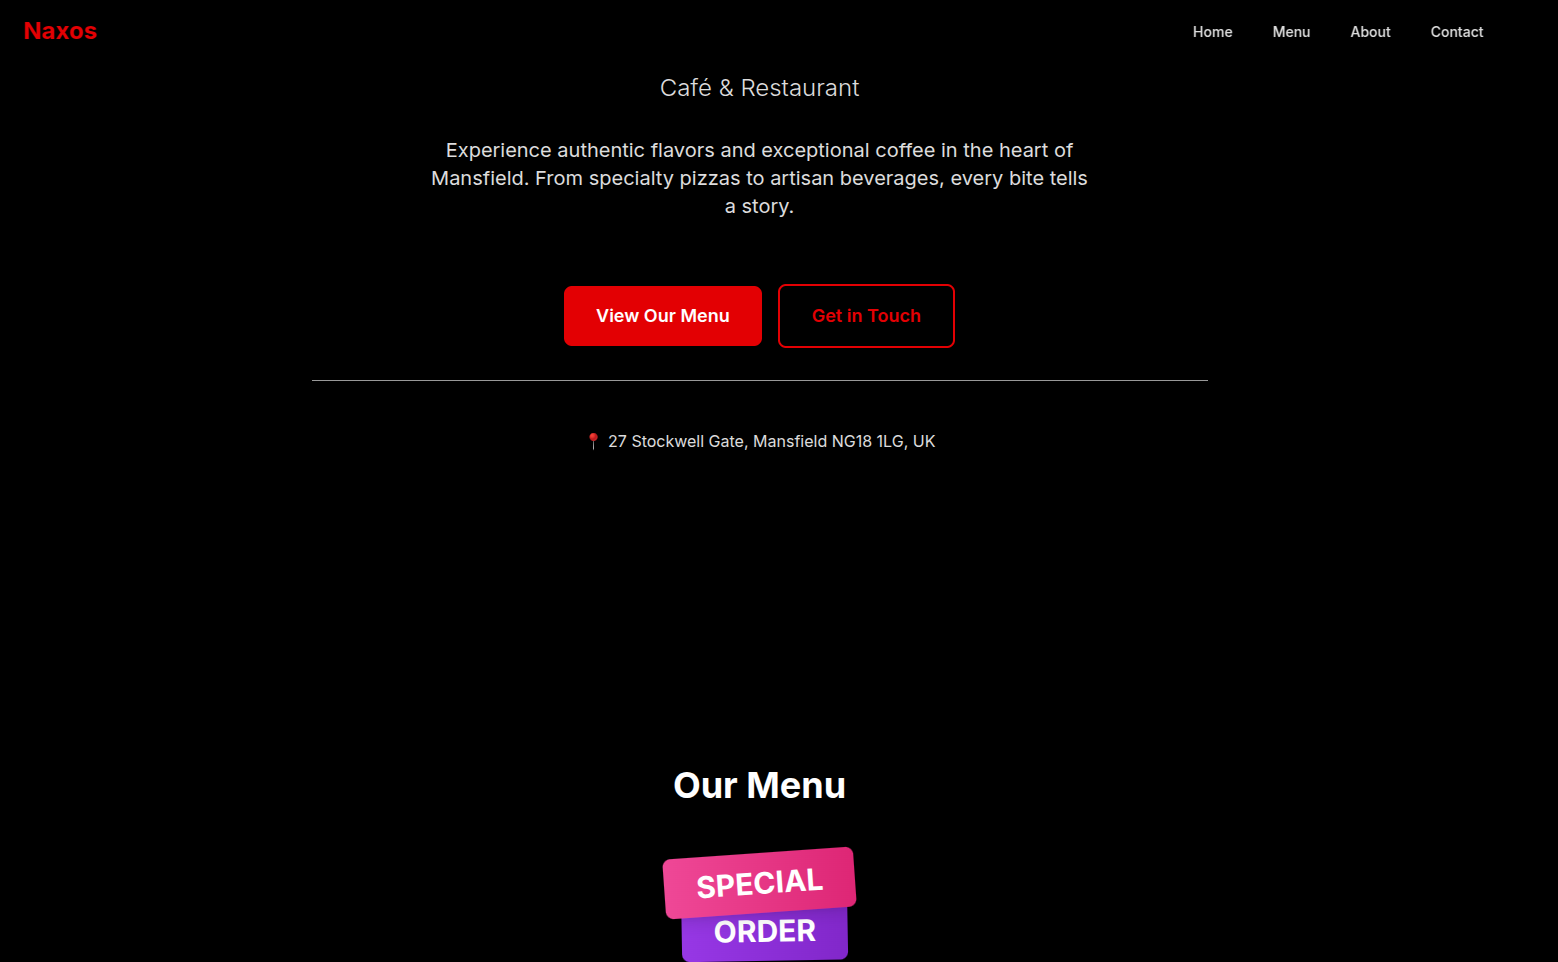 Naxos
Home Menu About Contact
Café & Restaurant
Experience authentic flavors and exceptional coffee in the heart of
Mansfield. From specialty pizzas to artisan beverages, every bite tells
a story.
View Our Menu
Get in Touch
📍 27 Stockwell Gate, Mansfield NG18 1LG, UK
Our Menu
SPECIAL
ORDER